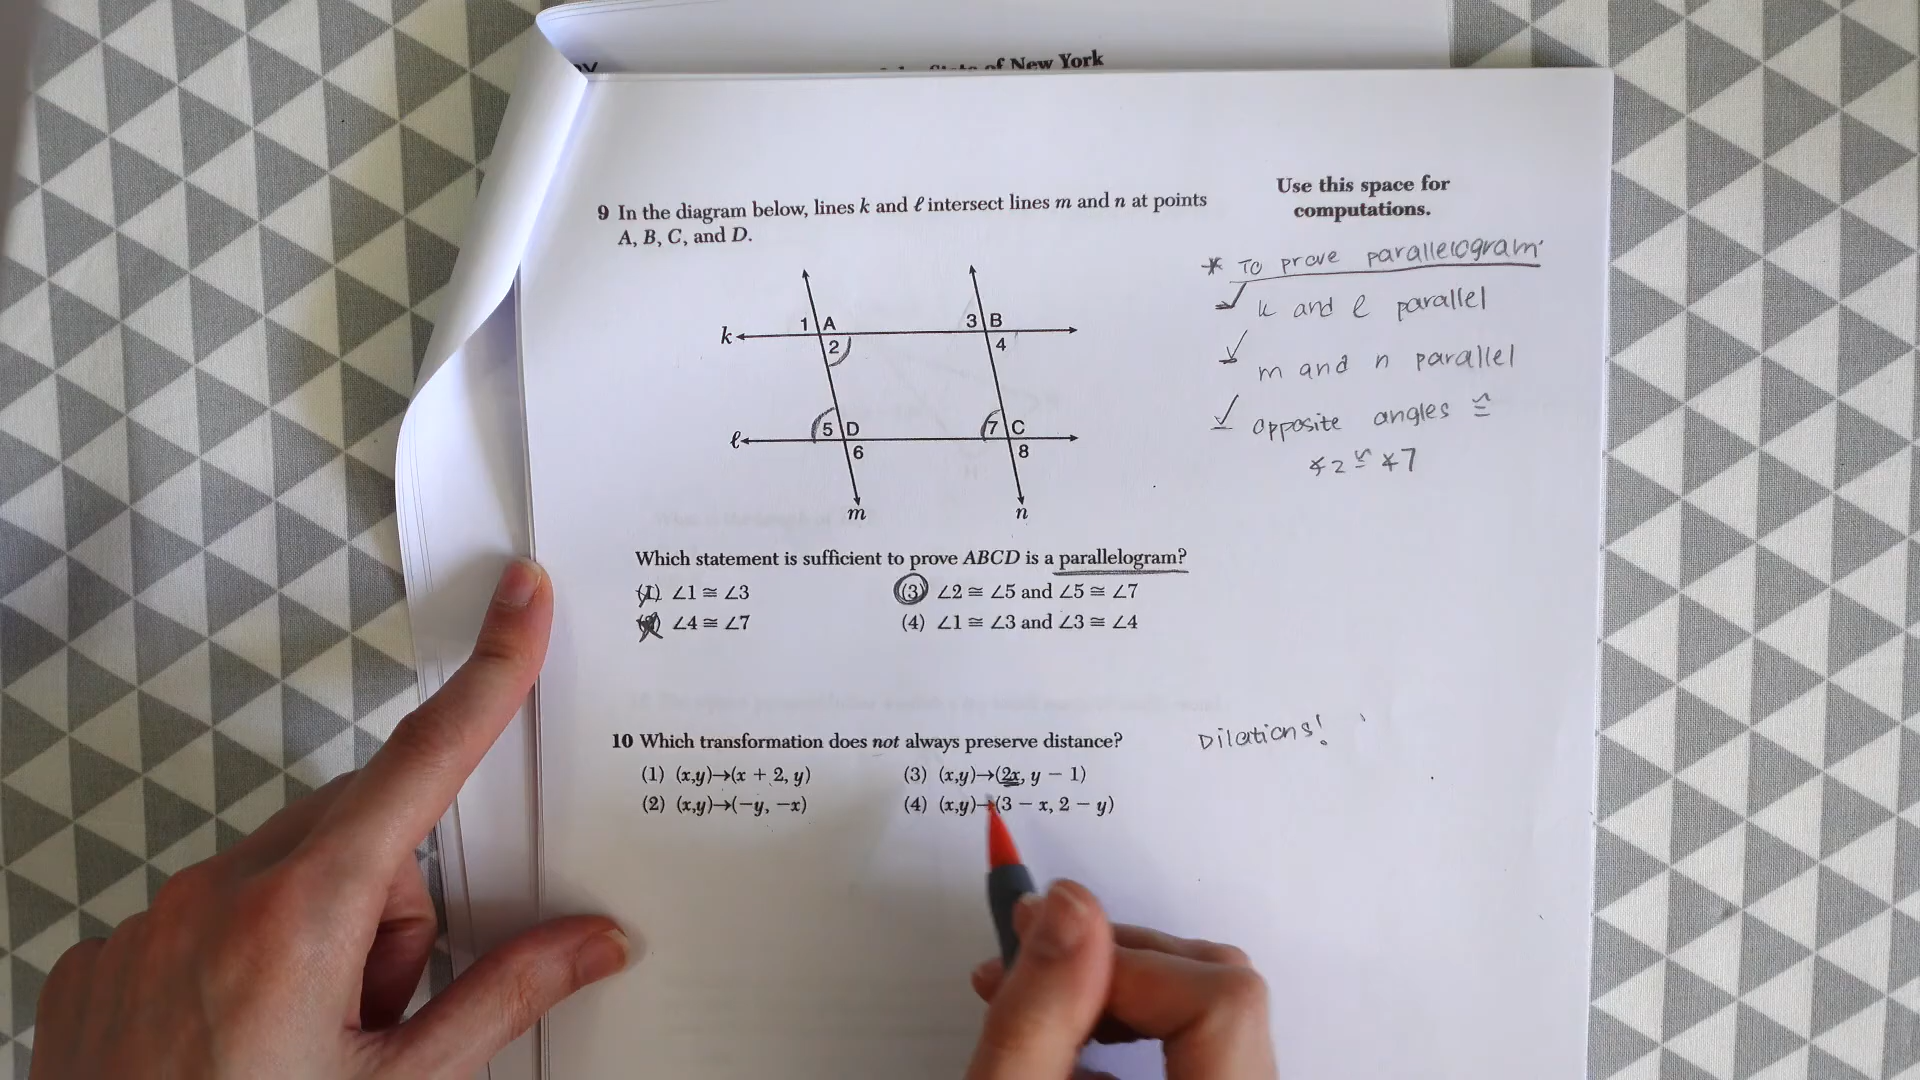 of New York
Use this space for
computations.
9 In the diagram below, lines k and ℓ intersect lines m and n at points
A, B, C, and D.
* To prove parallelogram
✓ k and ℓ parallel
✓ m and n parallel
✓ opposite angles ≅
∡2 ≅ ∡7
1 A 3 B
k
2 4
5 D 7 C
ℓ
6 8
m n
Which statement is sufficient to prove ABCD is a parallelogram?
(1) ∠1 ≅ ∠3 (3) ∠2 ≅ ∠5 and ∠5 ≅ ∠7
∠4 ≅ ∠7 (4) ∠1 ≅ ∠3 and ∠3 ≅ ∠4
10 Which transformation does not always preserve distance?
Dilations!
(1) (x,y)→(x + 2, y) (3) (x,y)→(2x, y − 1)
(2) (x,y)→(−y, −x) (4) (x,y)→(3 − x, 2 − y)